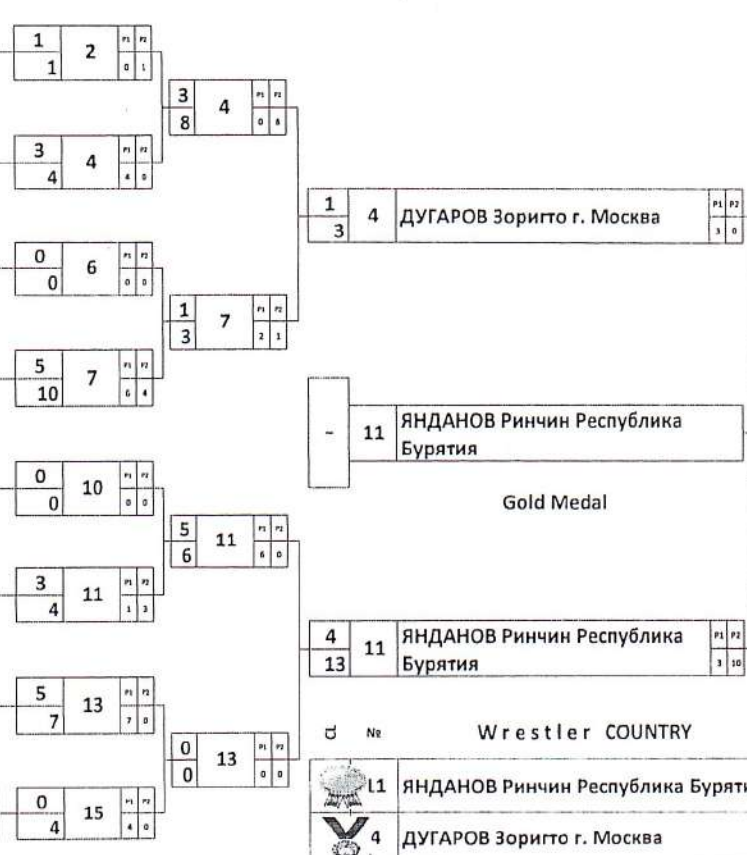 1 2 P1 P2
1 0 1
3 4 P1 P2
4 4 0
0 6 P1 P2
0 0 0
5 7 P1 P2
10 6 4
0 10 P1 P2
0 0 0
3 11 P1 P2
4 1 3
5 13 P1 P2
7 7 0
0 15 P1 P2
4 4 0
3 4 P1 P2
8 0 8
1 7 P1 P2
3 2 1
5 11 P1 P2
6 6 0
0 13 P1 P2
0 0 0
1 4 ДУГАРОВ Зоригто г. Москва P1 P2
3 3 0
- 11 ЯНДАНОВ Ринчин Республика
Бурятия
Gold Medal
4 11 ЯНДАНОВ Ринчин Республика P1 P2
13 Бурятия 3 10
CL № Wrestler COUNTRY
11 ЯНДАНОВ Ринчин Республика Буряти
4 ДУГАРОВ Зоригто г. Москва